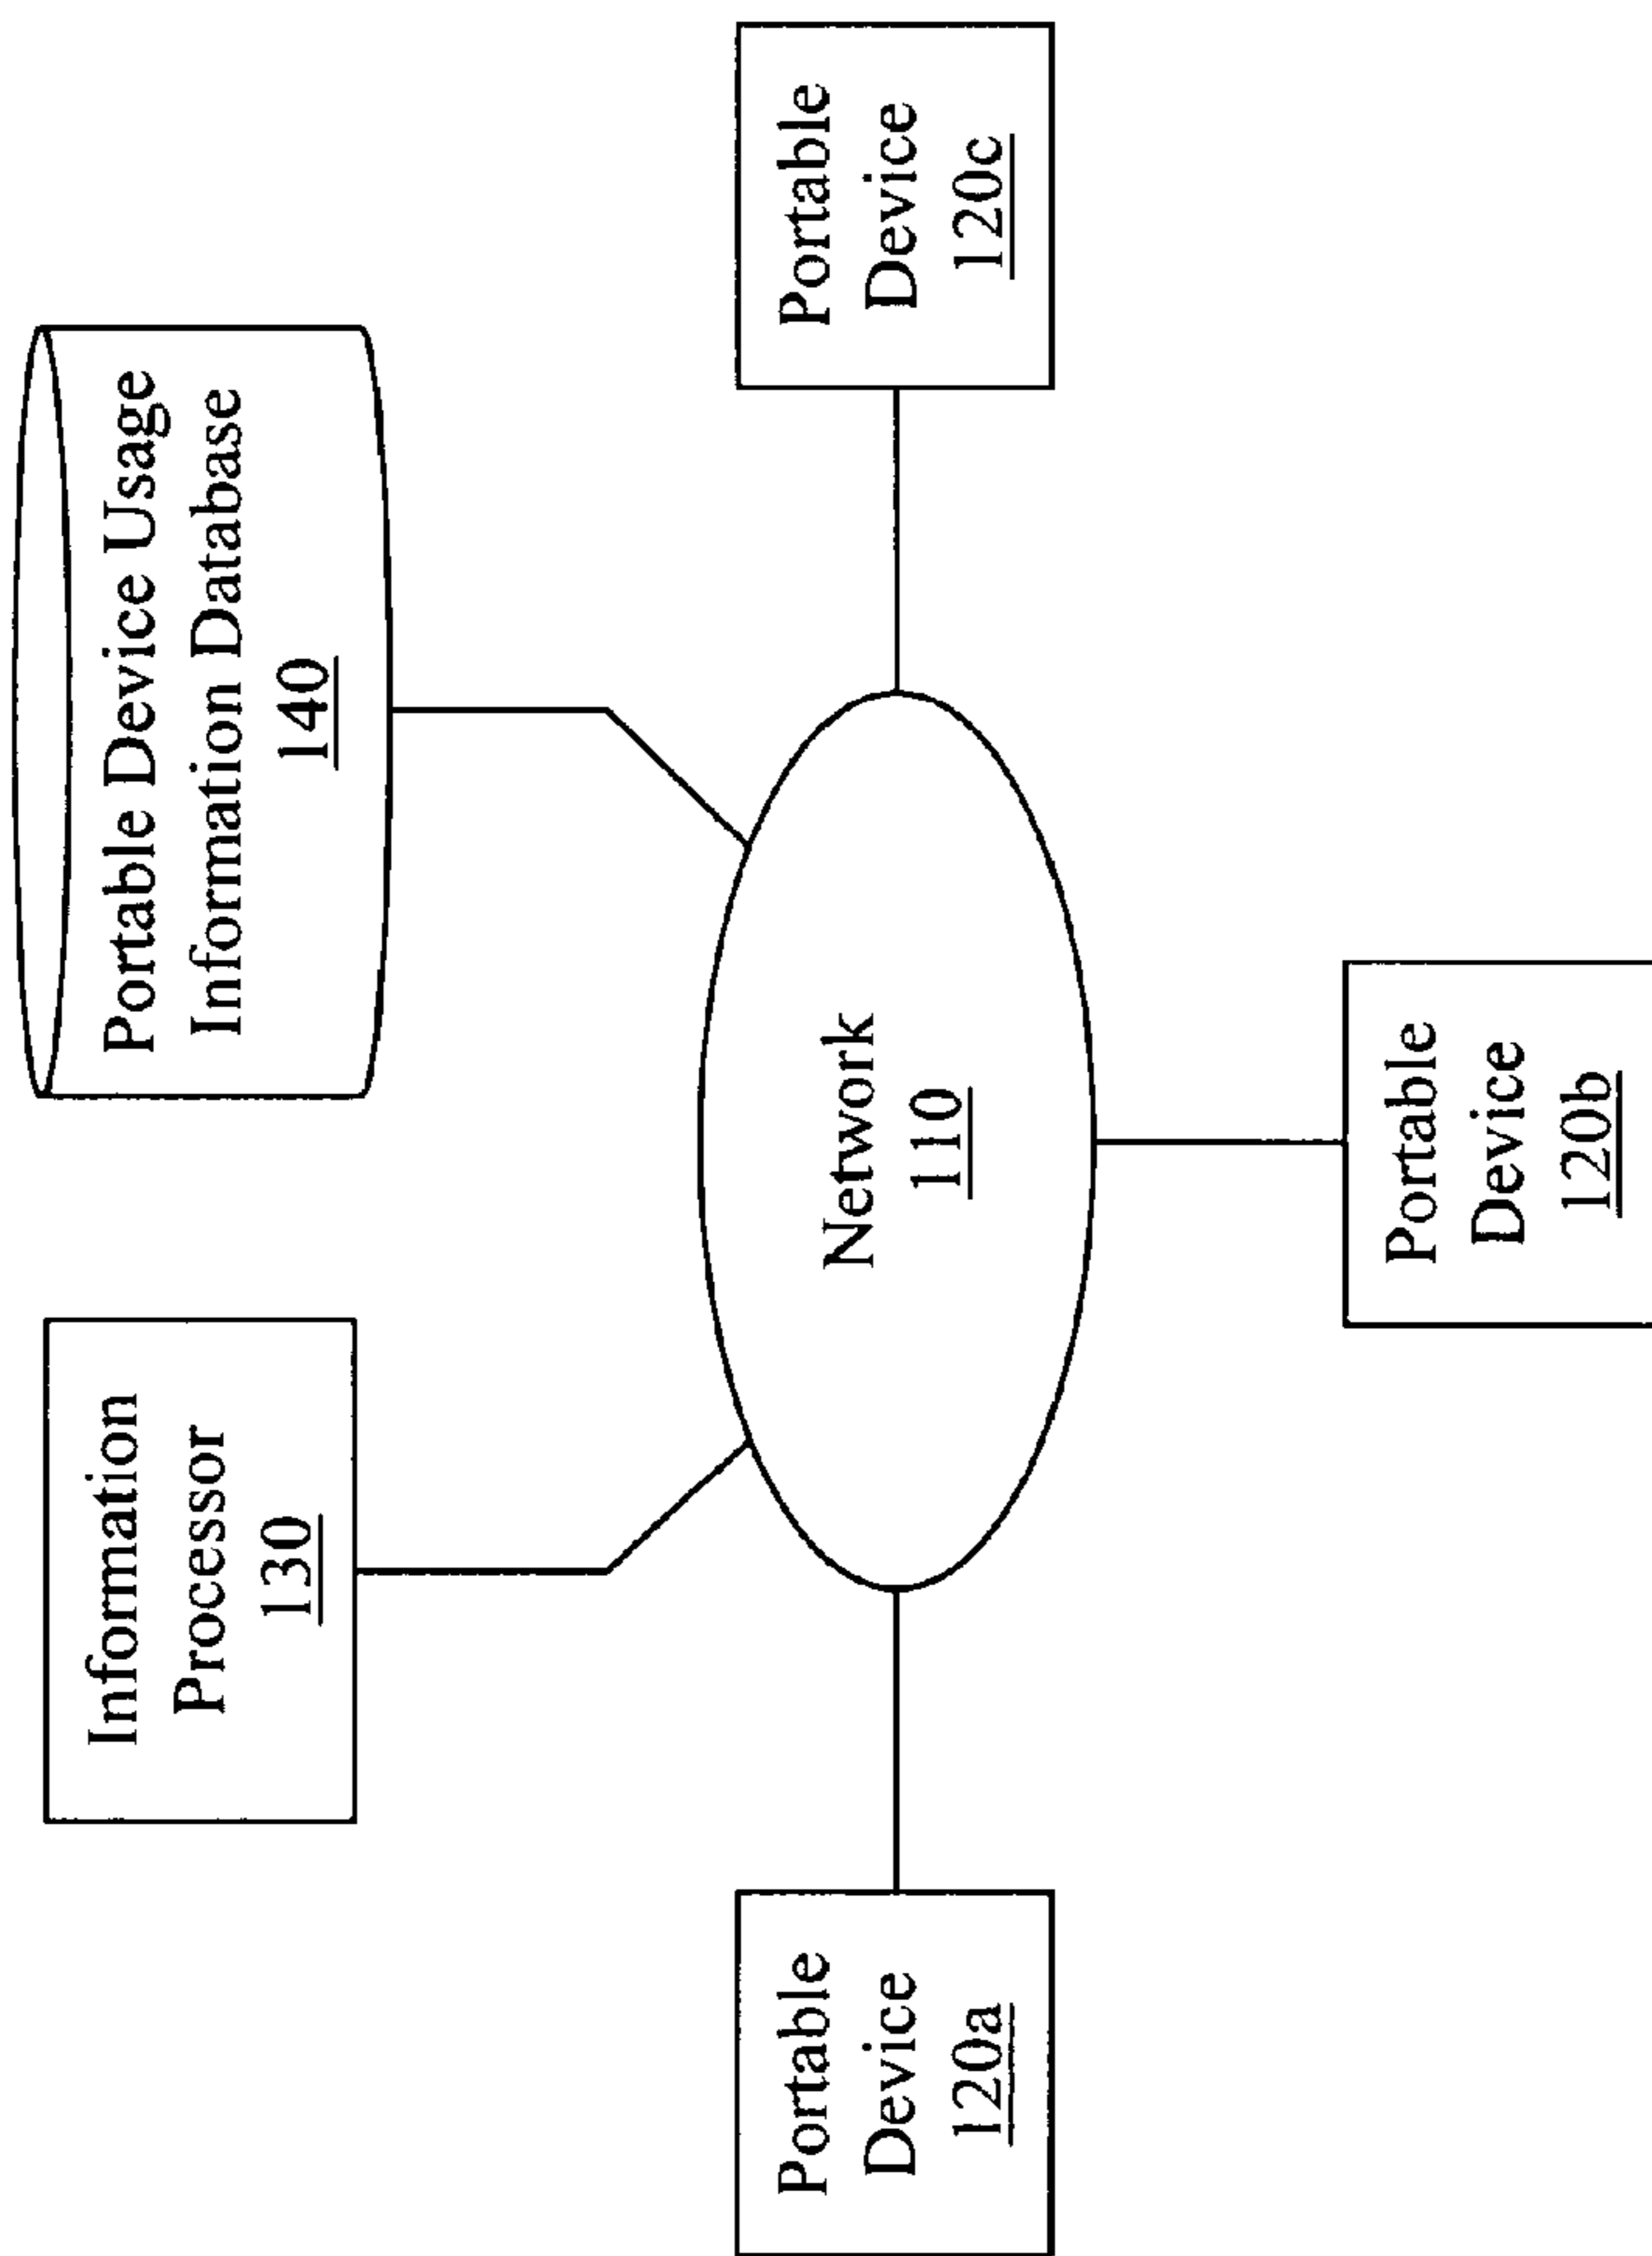 Information
Processor
130
Portable Device Usage
Information Database
140
Portable
Device
120a
Network
110
Portable
Device
120c
Portable
Device
120b